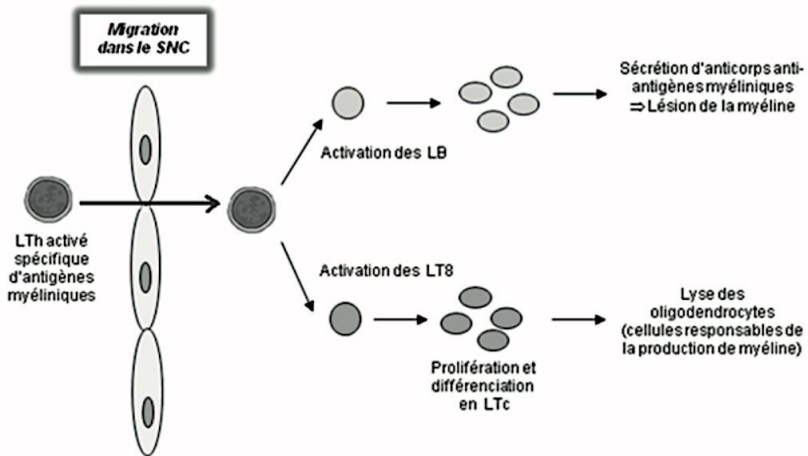 Migration
dans le SNC
LTh activé
spécifique
d'antigènes
myéliniques
Activation des LB
Sécrétion d'anticorps anti-
antigènes myéliniques
⇒ Lésion de la myéline
Activation des LT8
Prolifération et
différenciation
en LTc
Lyse des
oligodendrocytes
(cellules responsables de
la production de myéline)